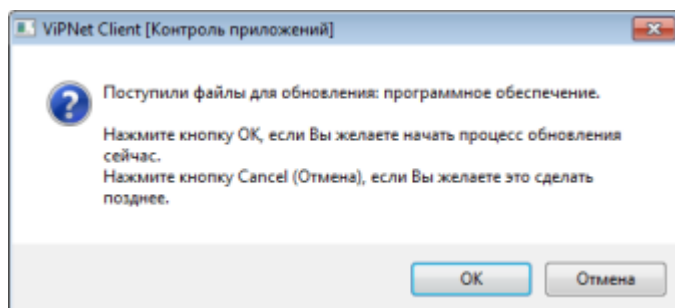 ViPNet Client [Контроль приложений]
Поступили файлы для обновления: программное обеспечение.
Нажмите кнопку ОК, если Вы желаете начать процесс обновления
сейчас.
Нажмите кнопку Cancel (Отмена), если Вы желаете это сделать
позднее.
ОК
Отмена